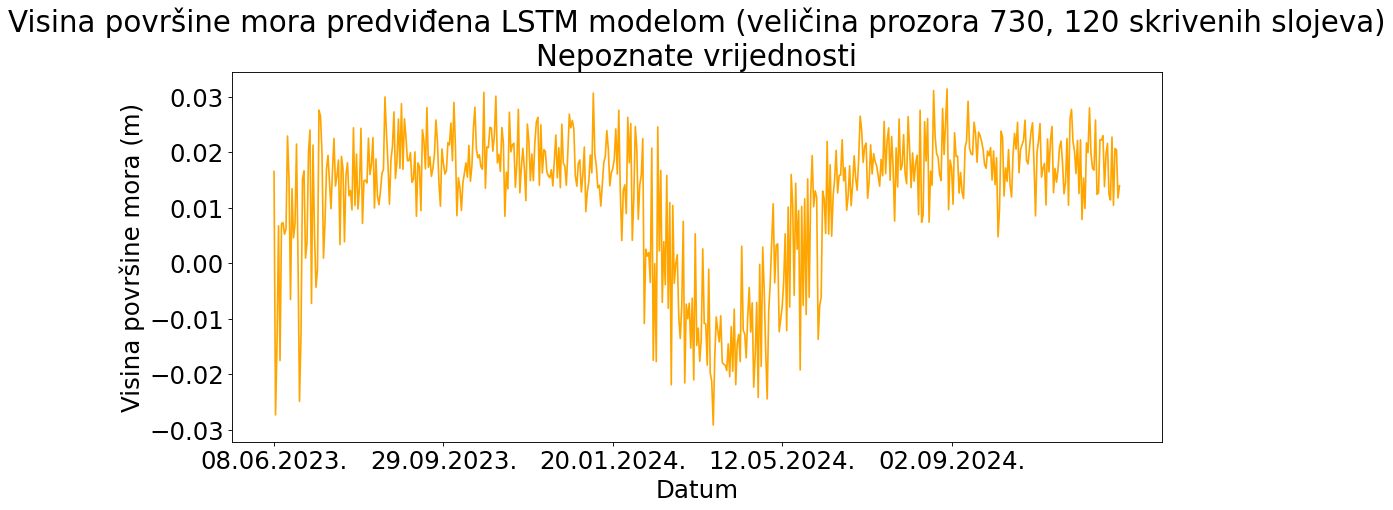 Visina površine mora predviđena LSTM modelom (veličina prozora 730, 120 skrivenih slojeva)
Nepoznate vrijednosti
Visina površine mora (m)
0.03
0.02
0.01
0.00
−0.01
−0.02
−0.03
08.06.2023. 29.09.2023. 20.01.2024. 12.05.2024. 02.09.2024.
Datum